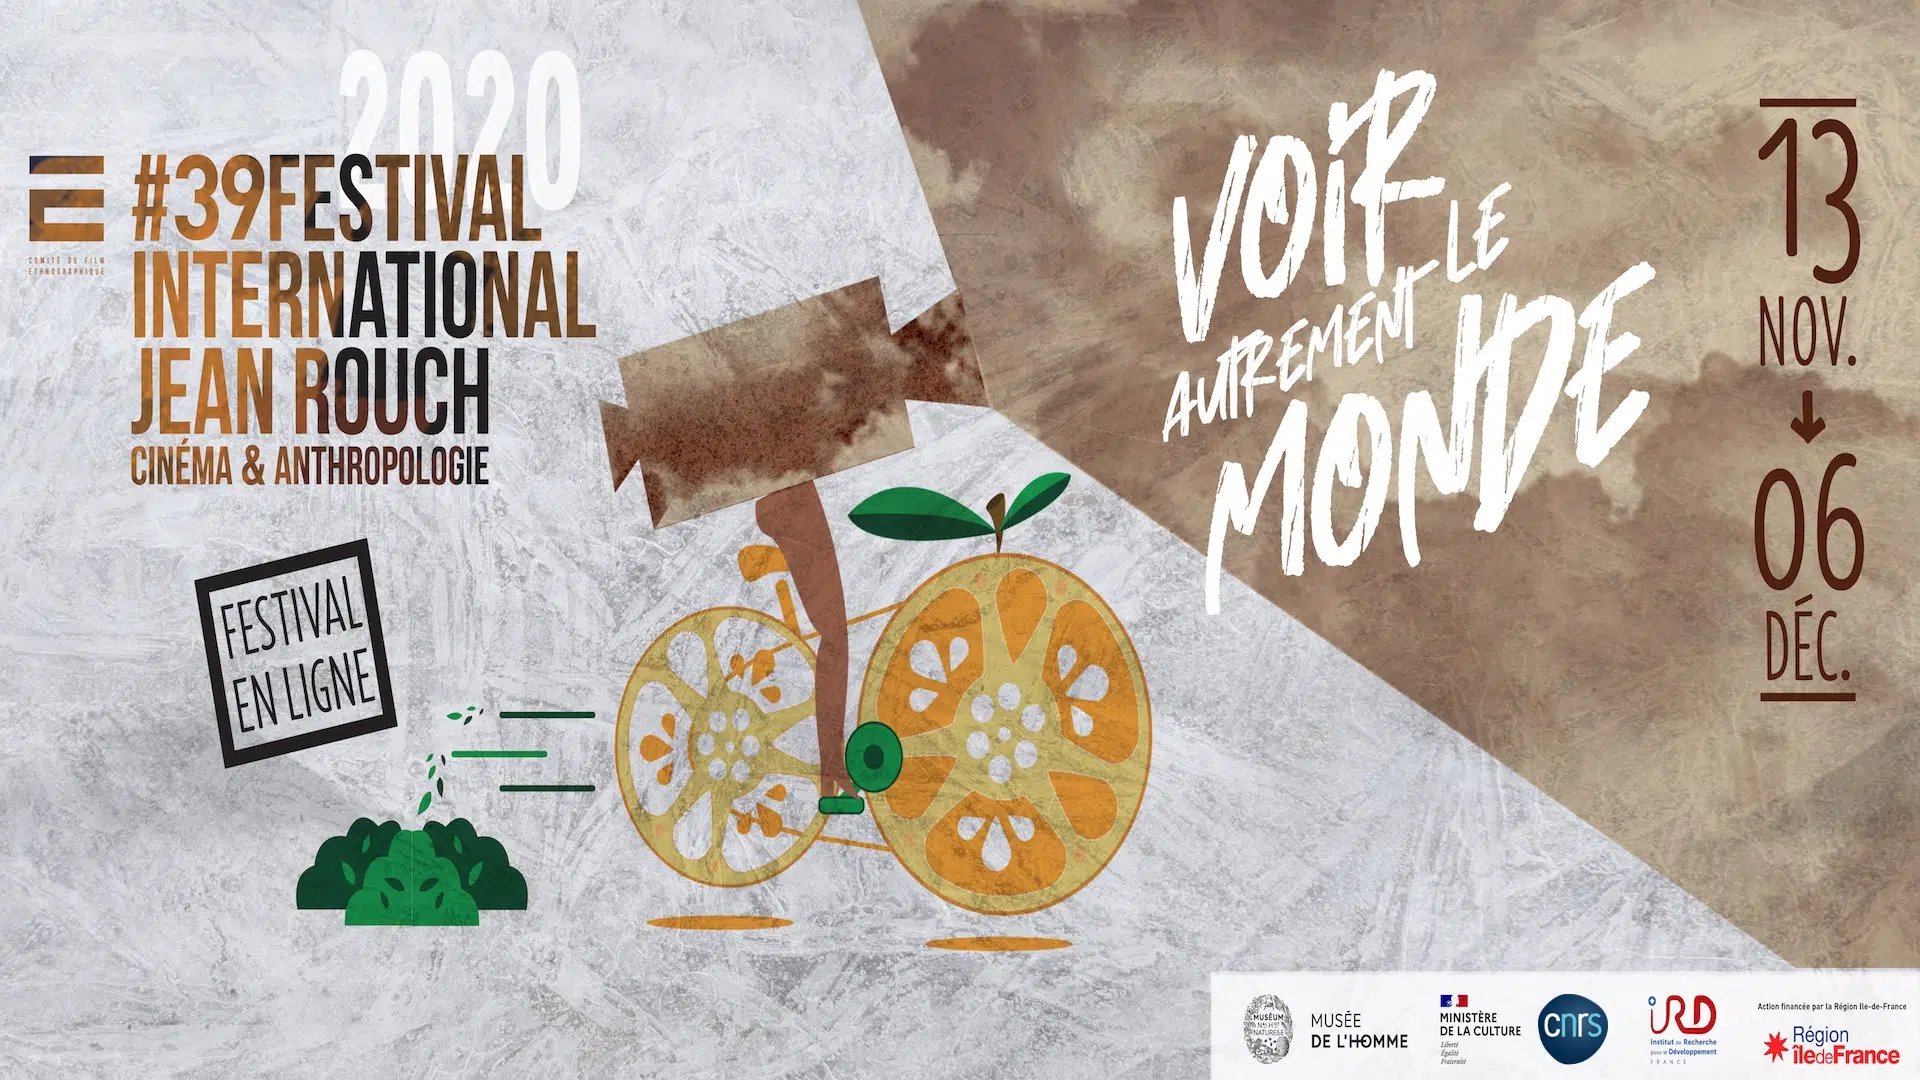 2020
#39FESTIVAL
INTERNATIONAL
JEAN ROUCH
CINÉMA & ANTHROPOLOGIE
COMITÉ DU FILM
ETHNOGRAPHIQUE
FESTIVAL
EN LIGNE
VOIR
AUTREMENT LE
MONDE
13
NOV.
06
DÉC.
MUSÉUM
NAT HIST
NATURELLE
MUSÉE
DE L'HOMME
MINISTÈRE
DE LA CULTURE
Liberté
Égalité
Fraternité
cnrs
IRD
Institut de Recherche
pour le Développement
FRANCE
Action financée par la Région Ile-de-France
Région
îledeFrance